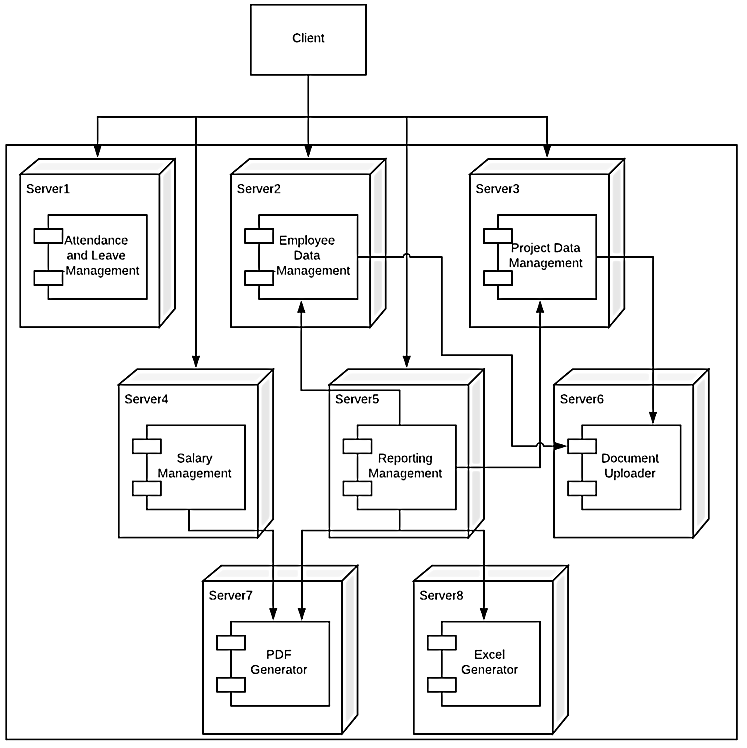 Client
Server1
Attendance
and Leave
Management
Server2
Employee
Data
Management
Server3
Project Data
Management
Server4
Salary
Management
Server5
Reporting
Management
Server6
Document
Uploader
Server7
PDF
Generator
Server8
Excel
Generator